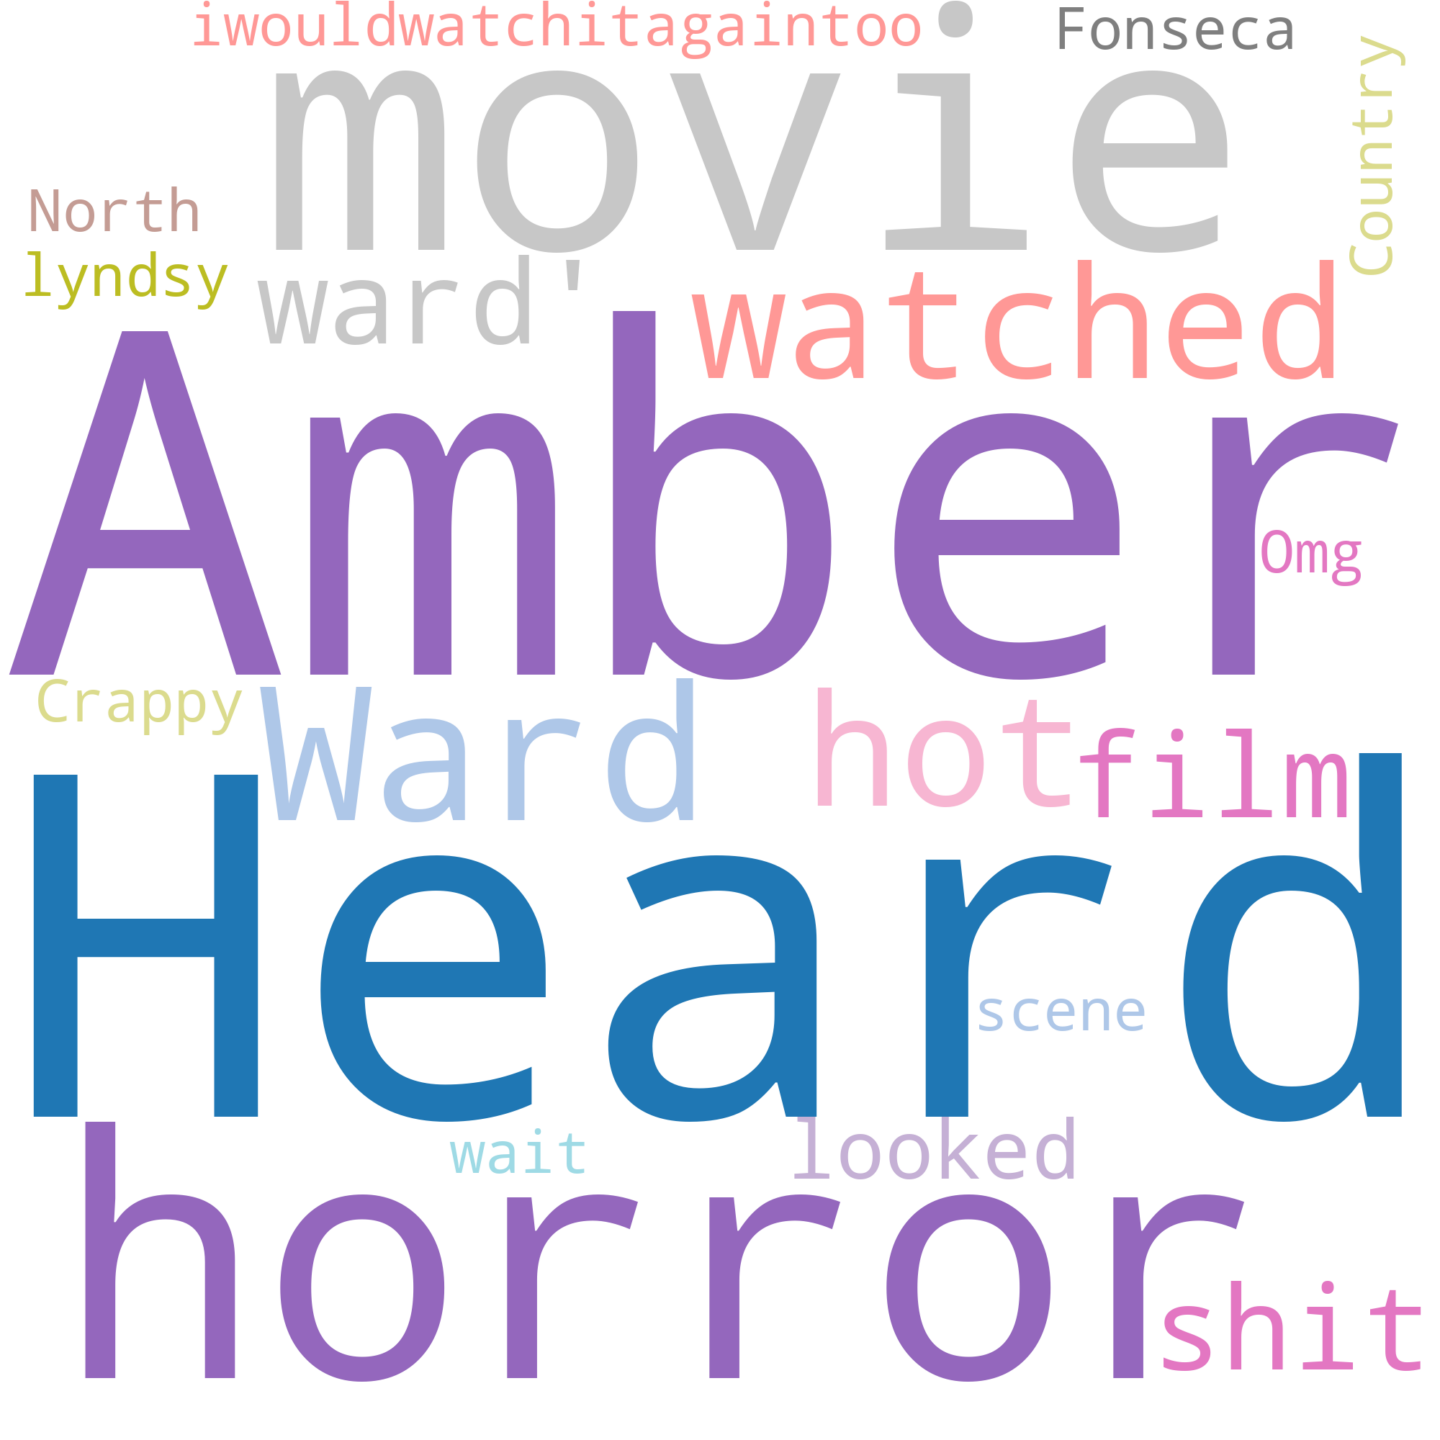 iwouldwatchitagaintoo
Fonseca
movie
Country
North
lyndsy
ward'
watched
Amber
Omg
Crappy
Ward
hot
film
Heard
scene
wait
looked
horror
shit